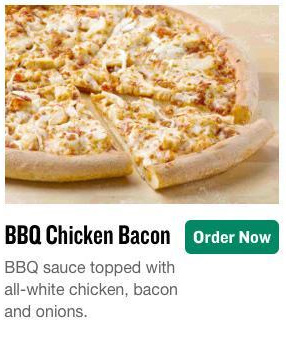 BBQ Chicken Bacon
Order Now
BBQ sauce topped with
all-white chicken, bacon
and onions.